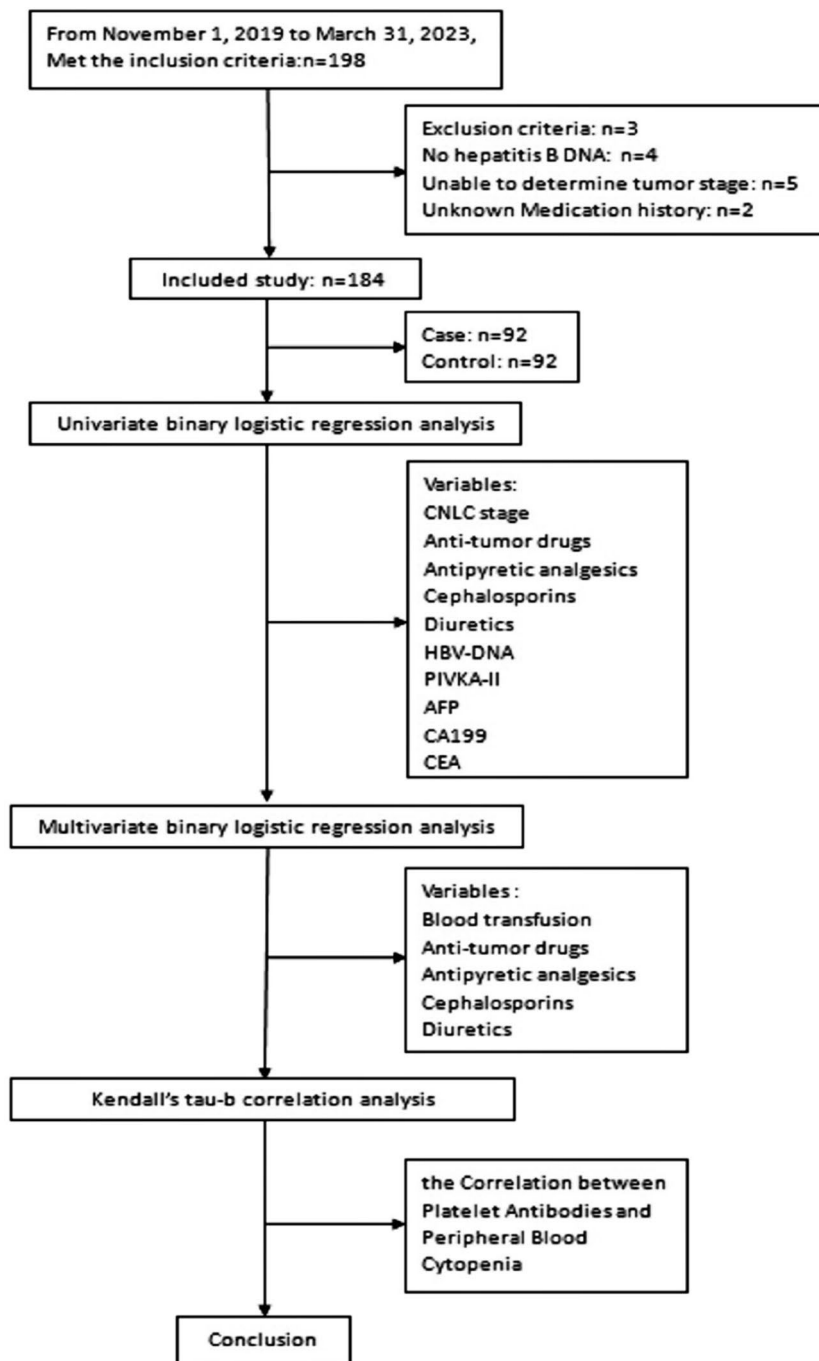 From November 1, 2019 to March 31, 2023,
Met the inclusion criteria:n=198
Exclusion criteria: n=3
No hepatitis B DNA: n=4
Unable to determine tumor stage: n=5
Unknown Medication history: n=2
Included study: n=184
Case: n=92
Control: n=92
Univariate binary logistic regression analysis
Variables:
CNLC stage
Anti-tumor drugs
Antipyretic analgesics
Cephalosporins
Diuretics
HBV-DNA
PIVKA-II
AFP
CA199
CEA
Multivariate binary logistic regression analysis
Variables :
Blood transfusion
Anti-tumor drugs
Antipyretic analgesics
Cephalosporins
Diuretics
Kendall’s tau-b correlation analysis
the Correlation between
Platelet Antibodies and
Peripheral Blood
Cytopenia
Conclusion